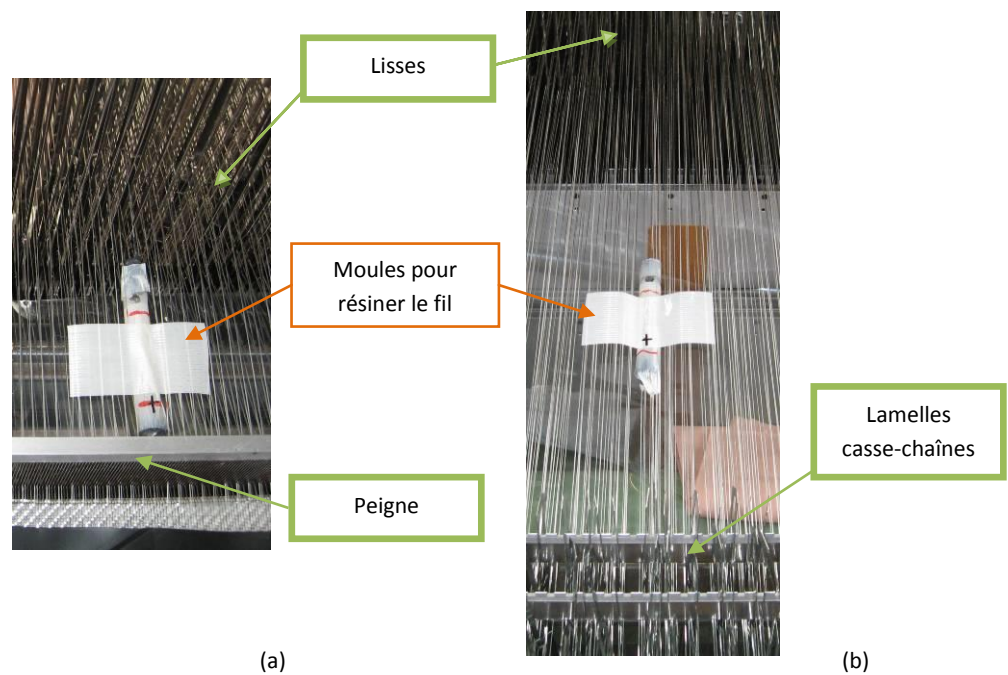 Lisses
Moules pour
résiner le fil
Lamelles
casse-chaînes
Peigne
(a)
(b)